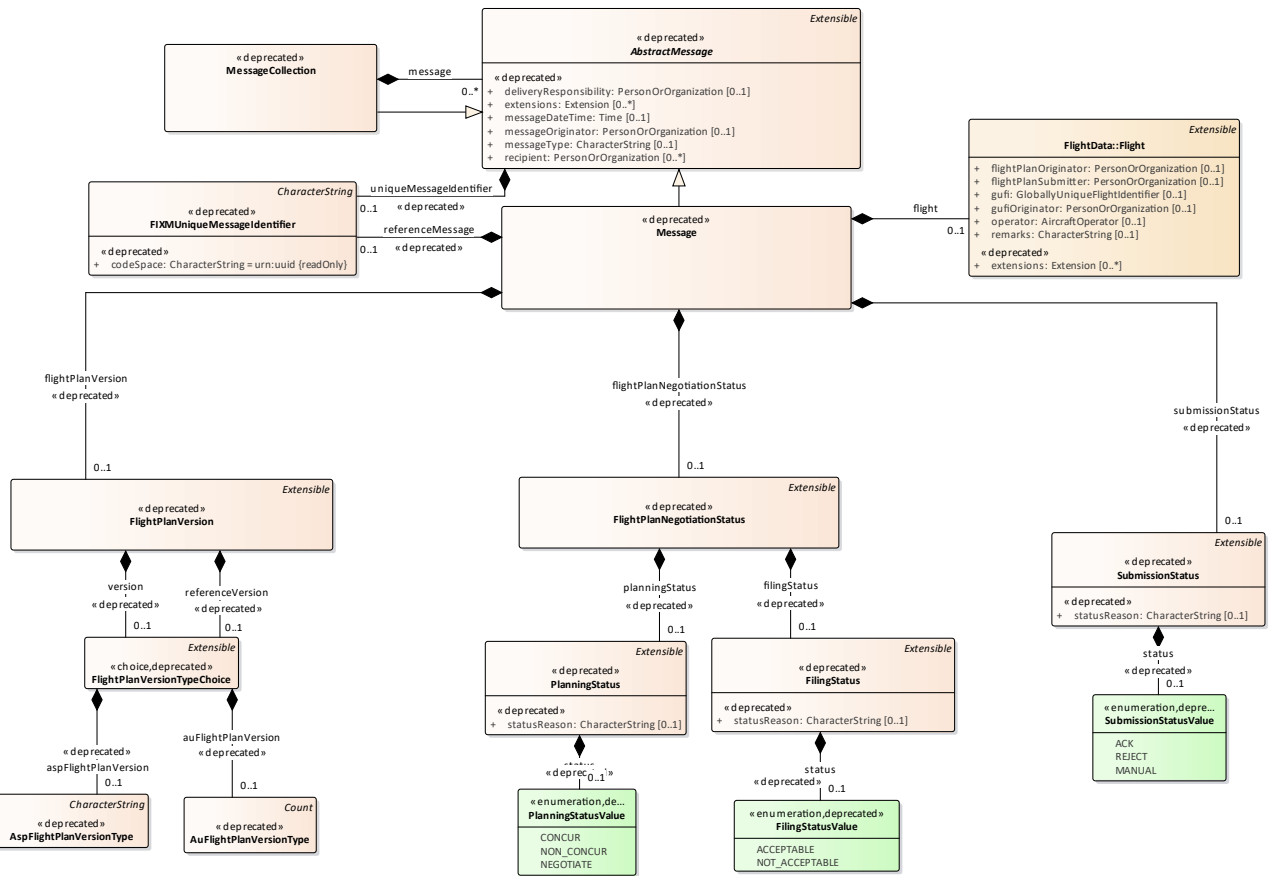 Extensible
«deprecated»
AbstractMessage
«deprecated»
+ deliveryResponsibility: PersonOrOrganization [0..1]
+ extensions: Extension [0..*]
+ messageDateTime: Time [0..1]
+ messageOriginator: PersonOrOrganization [0..1]
+ messageType: CharacterString [0..1]
+ recipient: PersonOrOrganization [0..*]
«deprecated»
MessageCollection
message
0..*
Extensible
FlightData::Flight
+ flightPlanOriginator: PersonOrOrganization [0..1]
+ flightPlanSubmitter: PersonOrOrganization [0..1]
+ gufi: GloballyUniqueFlightIdentifier [0..1]
+ gufiOriginator: PersonOrOrganization [0..1]
+ operator: AircraftOperator [0..1]
+ remarks: CharacterString [0..1]
«deprecated»
+ extensions: Extension [0..*]
CharacterString
«deprecated»
FIXMUniqueMessageIdentifier
«deprecated»
+ codeSpace: CharacterString = urn:uuid {readOnly}
uniqueMessageIdentifier
0..1
«deprecated»
referenceMessage
0..1
«deprecated»
«deprecated»
Message
flight
0..1
flightPlanVersion
«deprecated»
0..1
flightPlanNegotiationStatus
«deprecated»
0..1
submissionStatus
«deprecated»
0..1
Extensible
«deprecated»
FlightPlanVersion
Extensible
«deprecated»
FlightPlanNegotiationStatus
Extensible
«deprecated»
SubmissionStatus
«deprecated»
+ statusReason: CharacterString [0..1]
version
«deprecated»
0..1
referenceVersion
«deprecated»
0..1
planningStatus
«deprecated»
0..1
filingStatus
«deprecated»
0..1
Extensible
«choice,deprecated»
FlightPlanVersionTypeChoice
Extensible
«deprecated»
PlanningStatus
«deprecated»
+ statusReason: CharacterString [0..1]
Extensible
«deprecated»
FilingStatus
«deprecated»
+ statusReason: CharacterString [0..1]
status
«deprecated»
0..1
«enumeration,depre...
SubmissionStatusValue
ACK
REJECT
MANUAL
«deprecated»
aspFlightPlanVersion
0..1
auFlightPlanVersion
«deprecated»
0..1
0..1
status
«deprecated»
0..1
CharacterString
«deprecated»
AspFlightPlanVersionType
Count
«deprecated»
AuFlightPlanVersionType
«enumeration,de...
PlanningStatusValue
CONCUR
NON_CONCUR
NEGOTIATE
«enumeration,deprecated»
FilingStatusValue
ACCEPTABLE
NOT_ACCEPTABLE